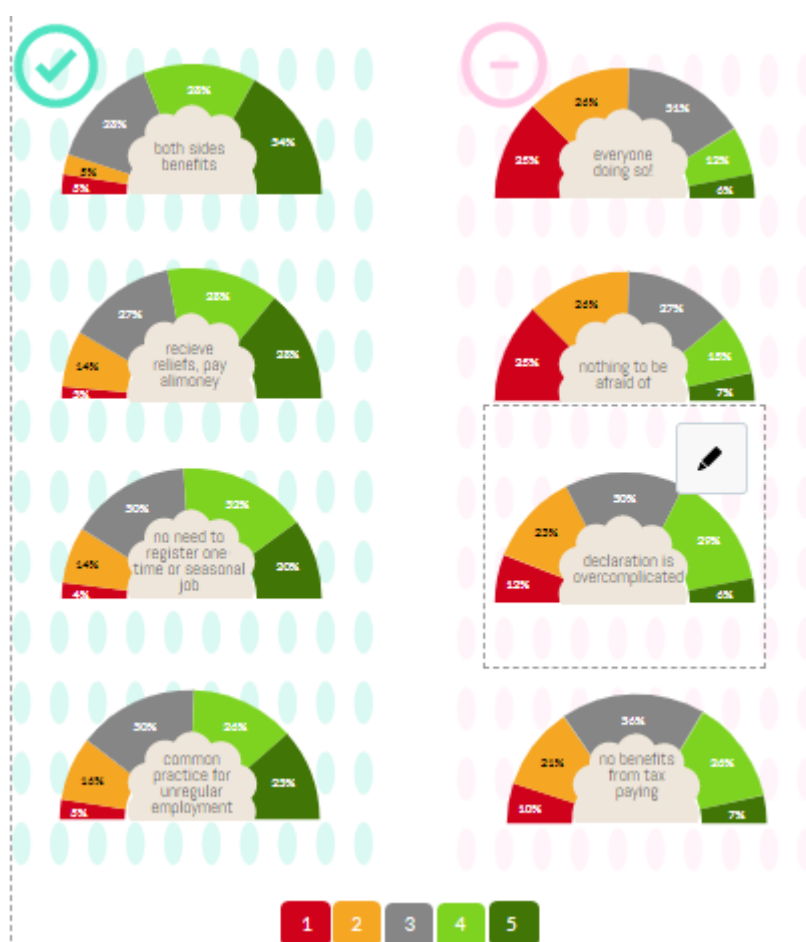 28%
28%
34%
5%
5%
both sides
benefits
26%
31%
25%
12%
6%
everyone
doing so!
28%
27%
28%
14%
3%
recieve
reliefs, pay
alimoney
26%
27%
25%
15%
7%
nothing to be
afraid of
30%
32%
14%
20%
4%
no need to
register one
time or seasonal
job
30%
23%
29%
12%
6%
declaration is
overcomplicated
30%
26%
16%
23%
5%
common
practice for
unregular
employment
36%
21%
26%
10%
7%
no benefits
from tax
paying
1 2 3 4 5